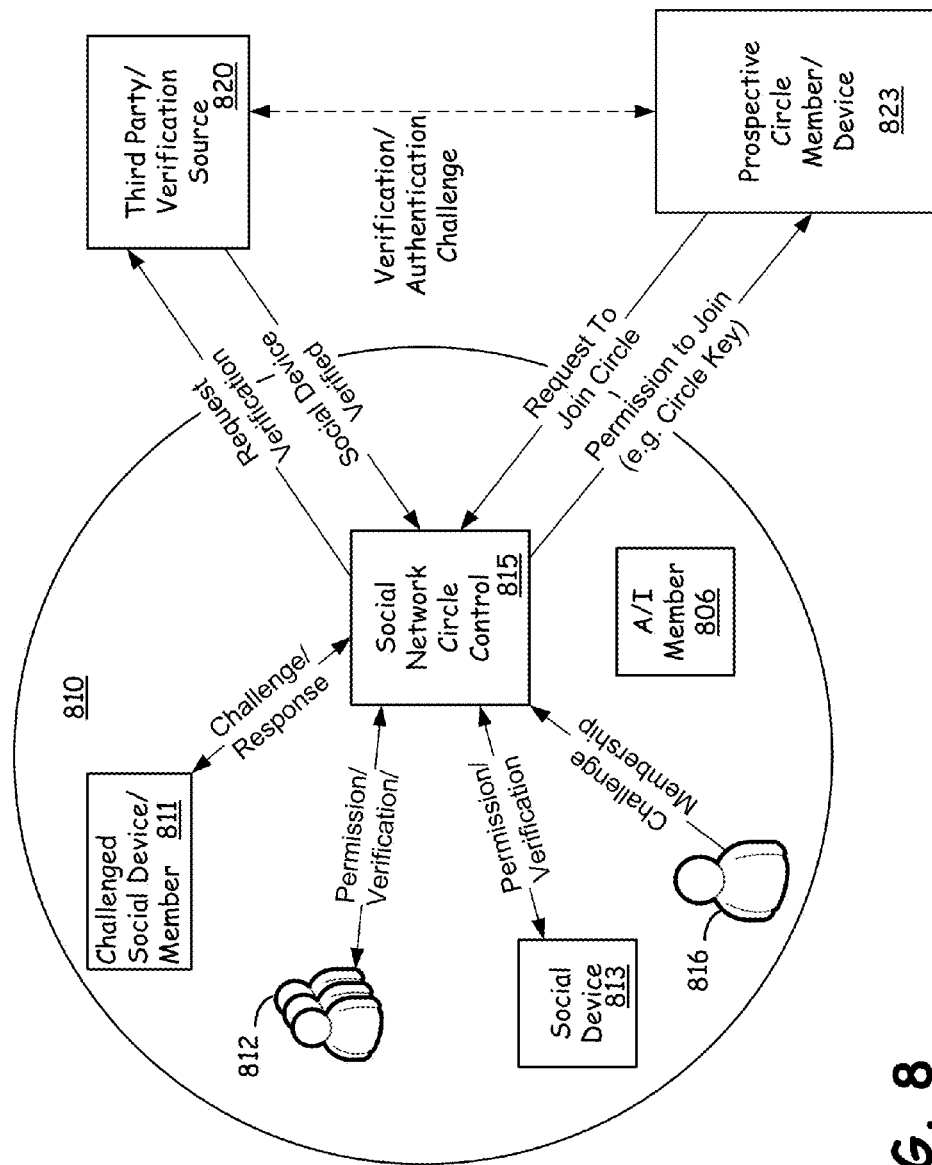 810
Challenged
Social Device/
Member 811
Challenge/
Response
812
Permission/
Verification/
Social
Device
813
Permission/
Verification
816
Challenge
Membership
Social
Network
Circle
Control
815
A/I
Member
806
Request
Verification
Social Device
Verified
Third Party/
Verification
Source
820
Verification/
Authentication
Challenge
Request To
Join Circle
Permission to Join
(e.g. Circle Key)
Prospective
Circle
Member/
Device
823
G. 8